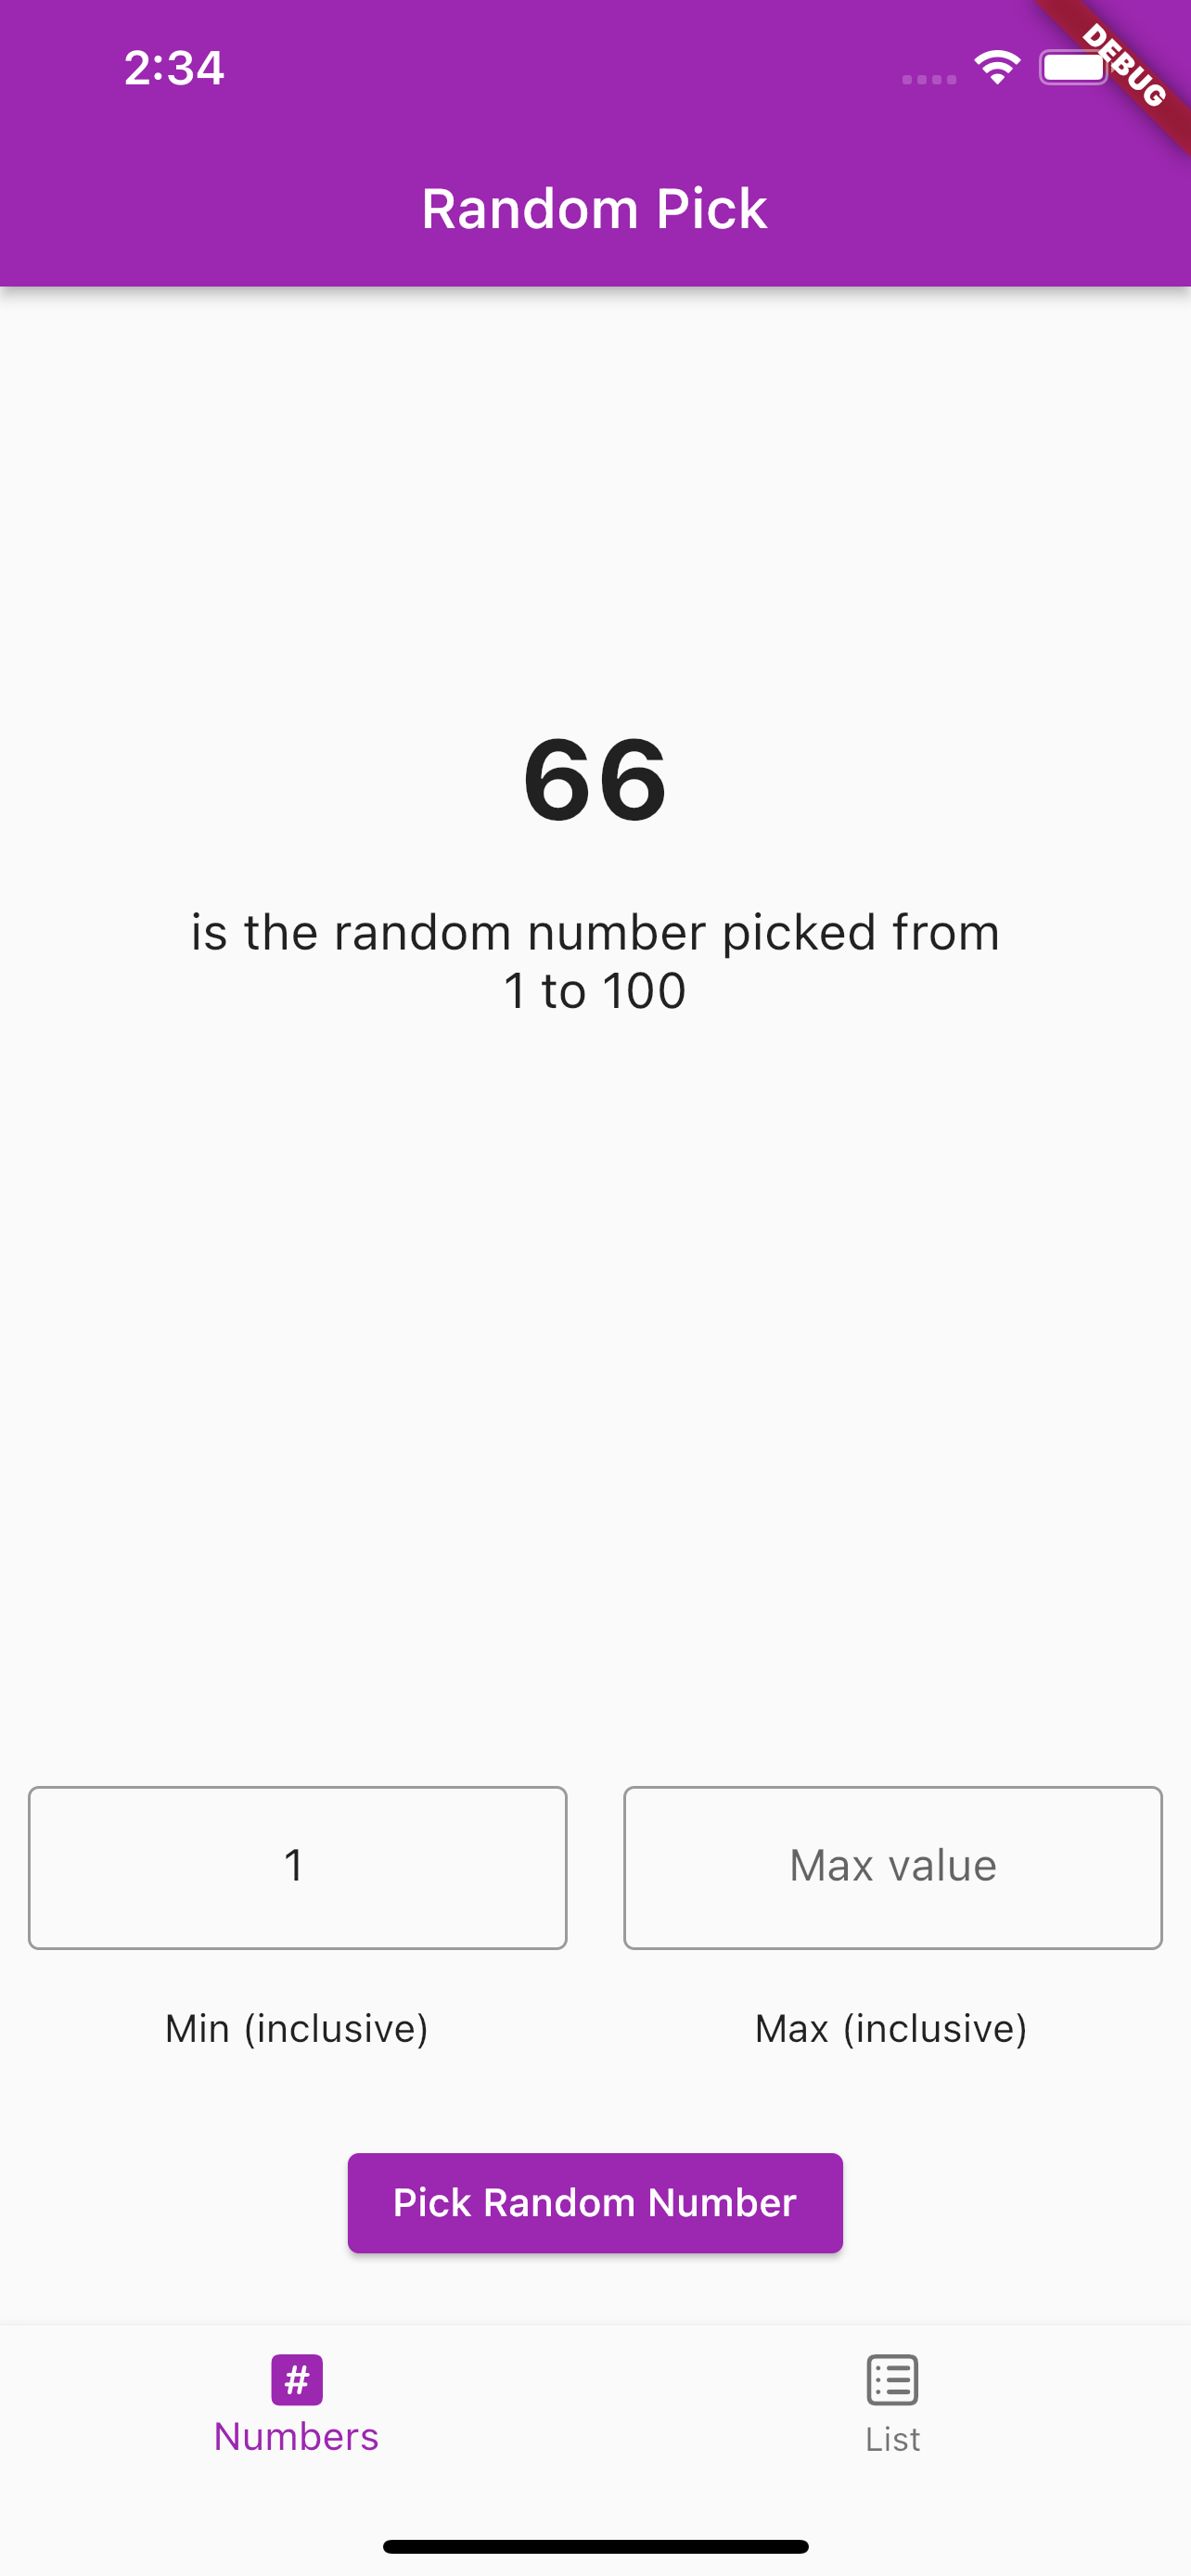 2:34
DEBUG
Random Pick
66
is the random number picked from
1 to 100
1
Max value
Min (inclusive)
Max (inclusive)
Pick Random Number
#
Numbers
List